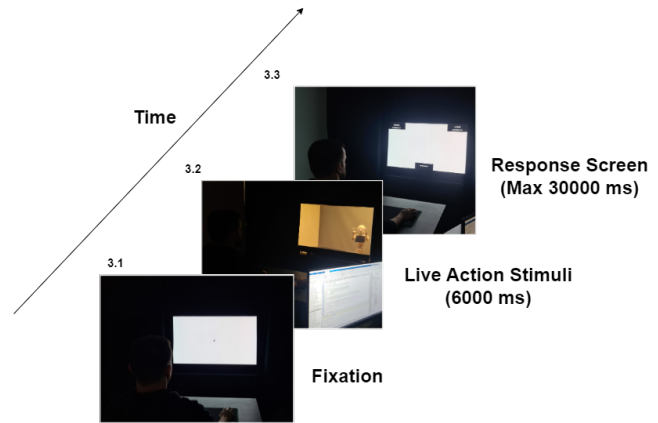 3.3
Time
Response Screen
(Max 30000 ms)
3.2
Live Action Stimuli
(6000 ms)
3.1
Fixation